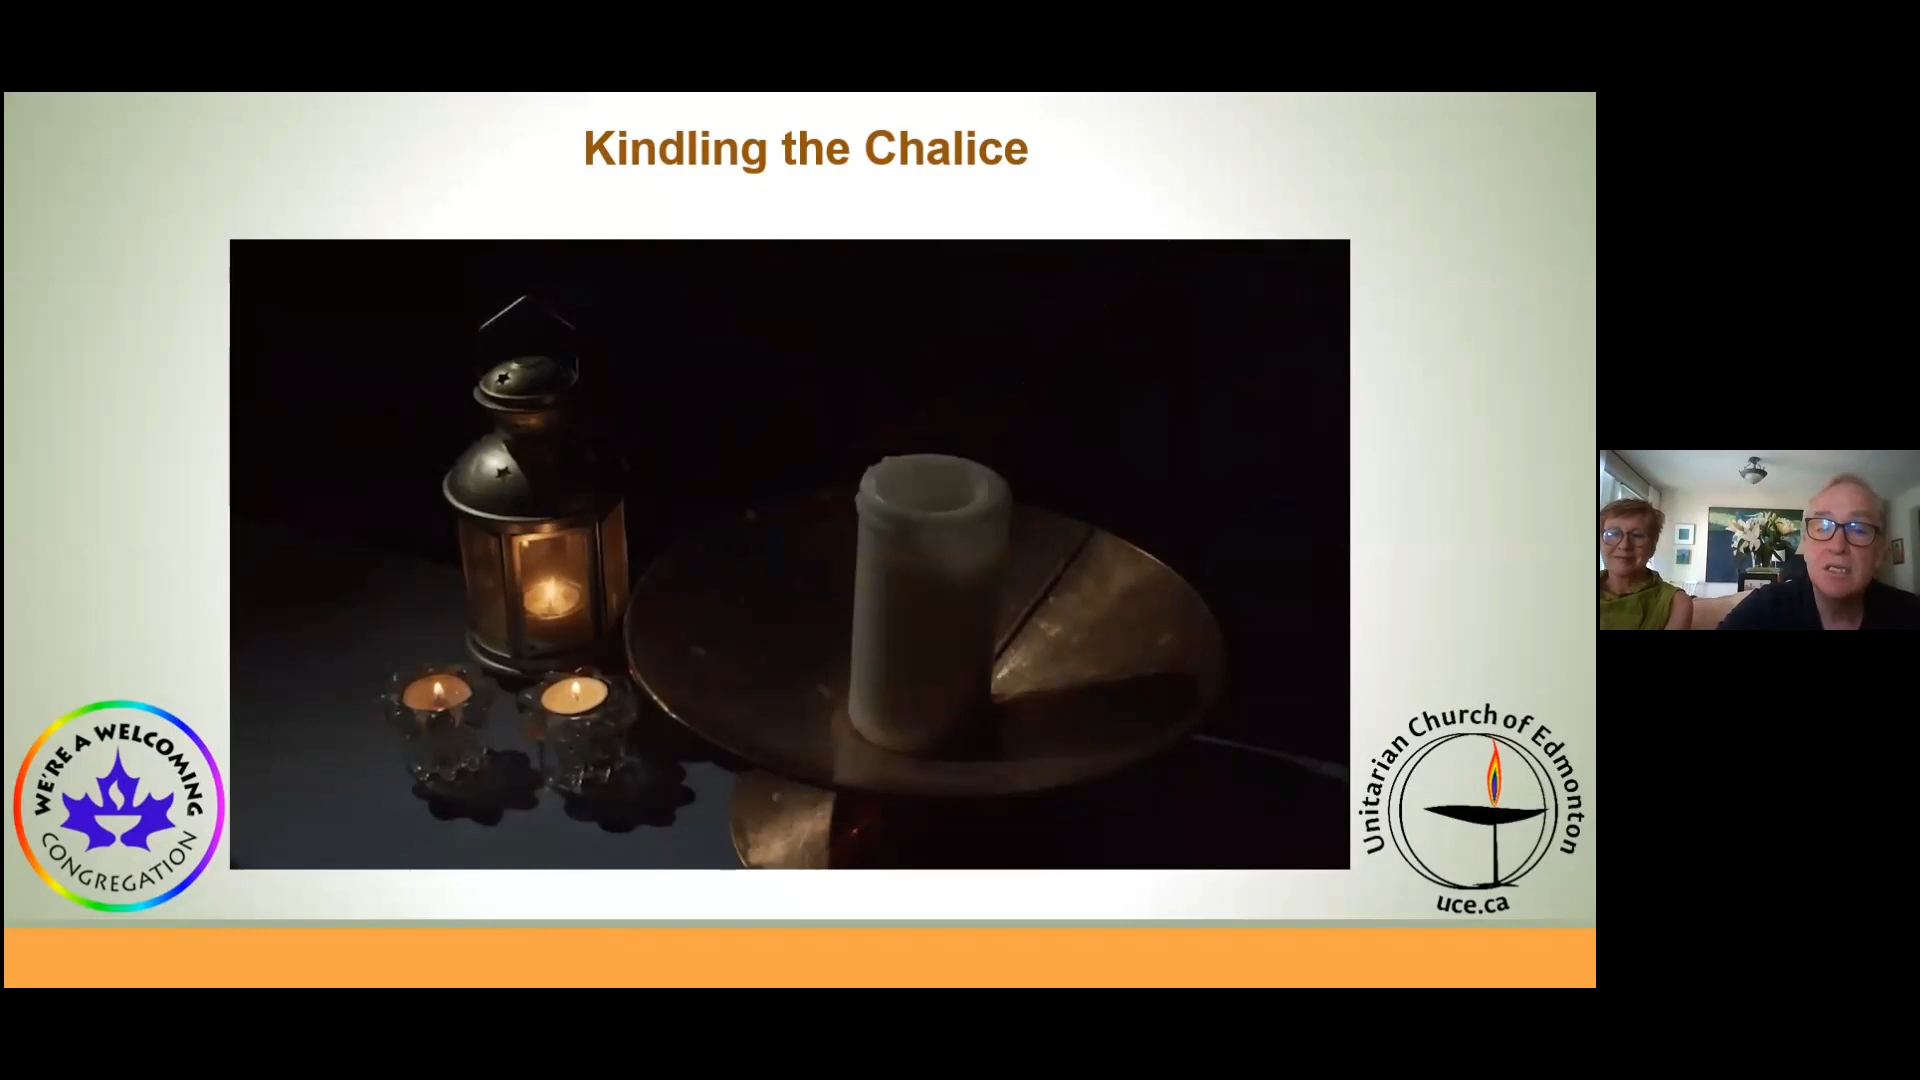 Kindling the Chalice
WE'RE A WELCOMING
CONGREGATION
Unitarian Church of Edmonton
uce.ca